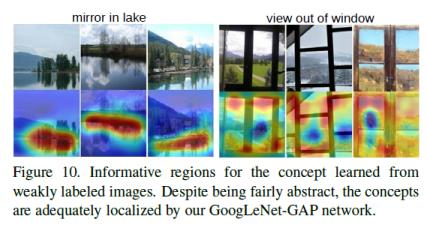 mirror in lake
view out of window
Figure 10. Informative regions for the concept learned from
weakly labeled images. Despite being fairly abstract, the concepts
are adequately localized by our GoogLeNet-GAP network.